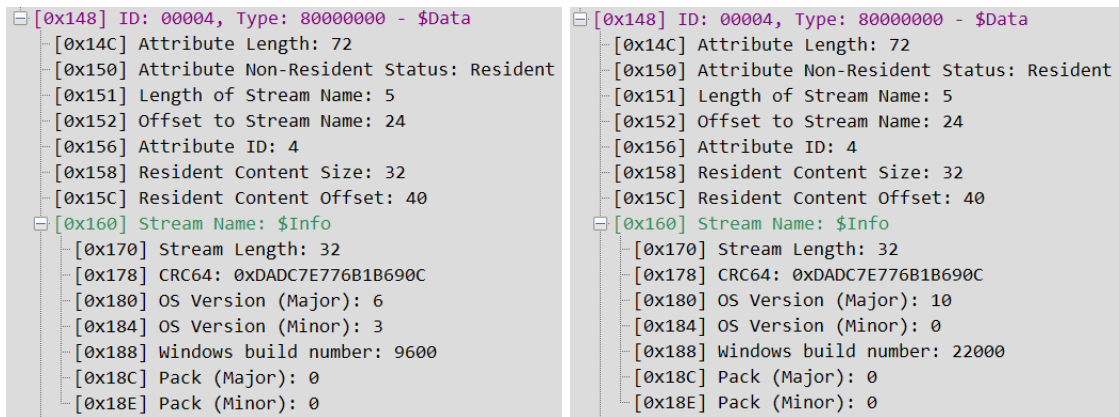 [0x148] ID: 00004, Type: 80000000 - $Data
[0x14C] Attribute Length: 72
[0x150] Attribute Non-Resident Status: Resident
[0x151] Length of Stream Name: 5
[0x152] Offset to Stream Name: 24
[0x156] Attribute ID: 4
[0x158] Resident Content Size: 32
[0x15C] Resident Content Offset: 40
[0x160] Stream Name: $Info
[0x170] Stream Length: 32
[0x178] CRC64: 0xDADC7E776B1B690C
[0x180] OS Version (Major): 6
[0x184] OS Version (Minor): 3
[0x188] Windows build number: 9600
[0x18C] Pack (Major): 0
[0x18E] Pack (Minor): 0
[0x148] ID: 00004, Type: 80000000 - $Data
[0x14C] Attribute Length: 72
[0x150] Attribute Non-Resident Status: Resident
[0x151] Length of Stream Name: 5
[0x152] Offset to Stream Name: 24
[0x156] Attribute ID: 4
[0x158] Resident Content Size: 32
[0x15C] Resident Content Offset: 40
[0x160] Stream Name: $Info
[0x170] Stream Length: 32
[0x178] CRC64: 0xDADC7E776B1B690C
[0x180] OS Version (Major): 10
[0x184] OS Version (Minor): 0
[0x188] Windows build number: 22000
[0x18C] Pack (Major): 0
[0x18E] Pack (Minor): 0